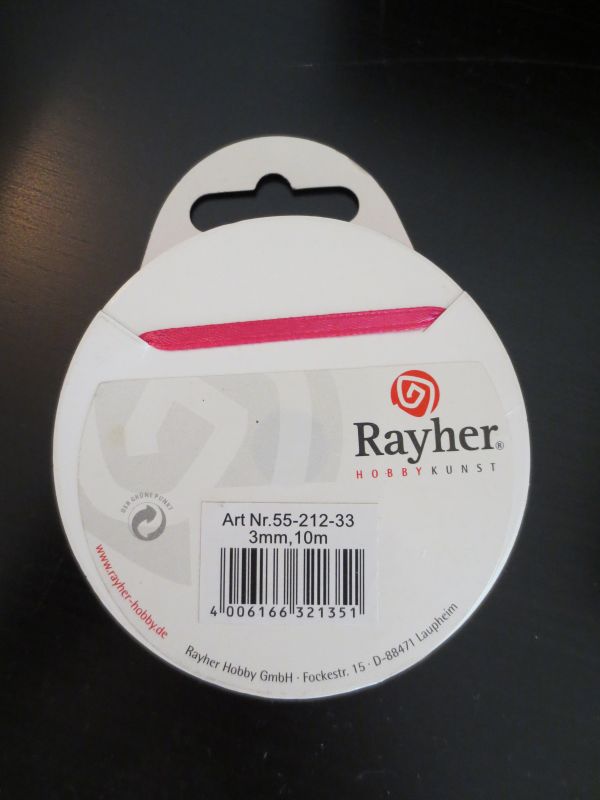 Rayher®
HOBBYKUNST
DER GRÜNE PUNKT
Art Nr.55-212-33
3mm,10m
4 006166 321351
www.rayher-hobby.de
Rayher Hobby GmbH · Fockestr. 15 · D-88471 Laupheim